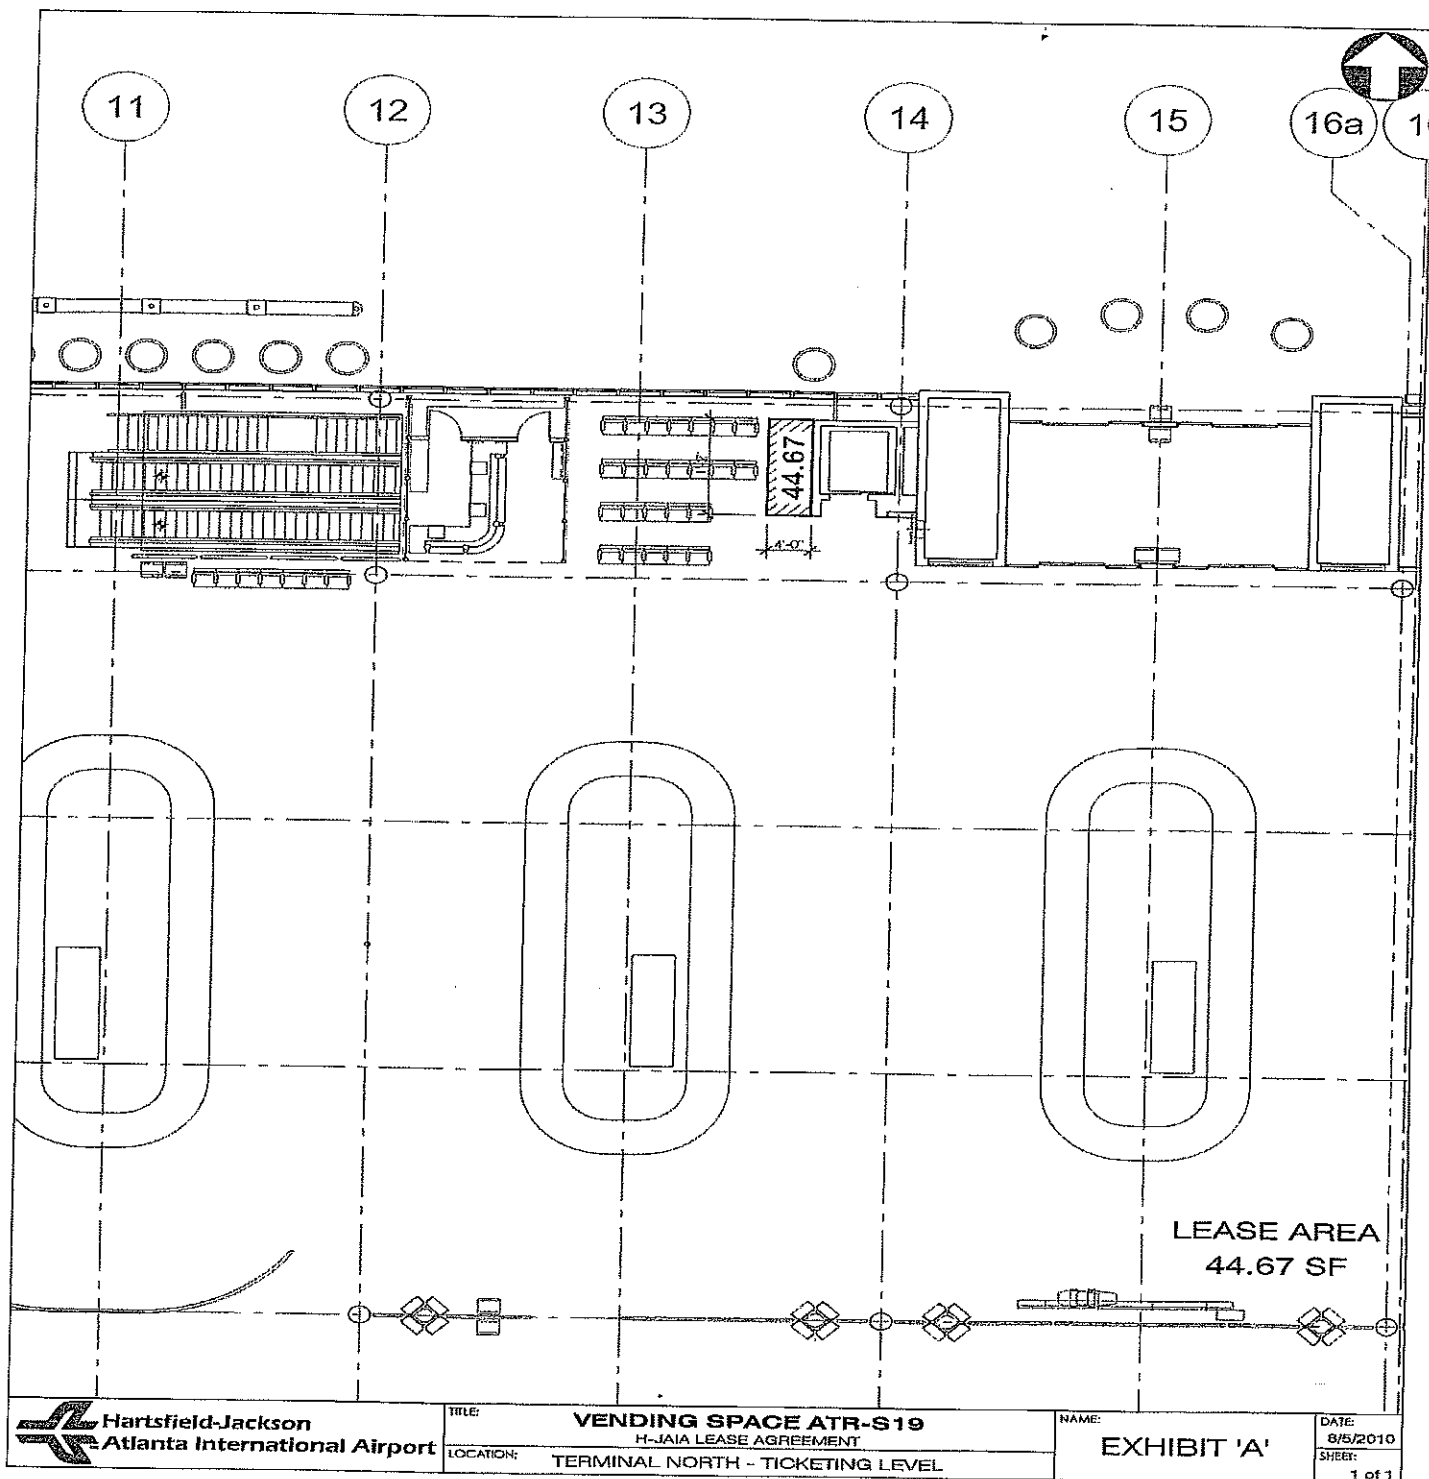 11
12
13
14
15
16a
44.67
4'-0"
LEASE AREA
44.67 SF
Hartsfield-Jackson
Atlanta International Airport
TITLE:
VENDING SPACE ATR-S19
H-JAIA LEASE AGREEMENT
LOCATION:
TERMINAL NORTH - TICKETING LEVEL
NAME:
EXHIBIT 'A'
DATE:
8/5/2010
SHEET:
1 of 1